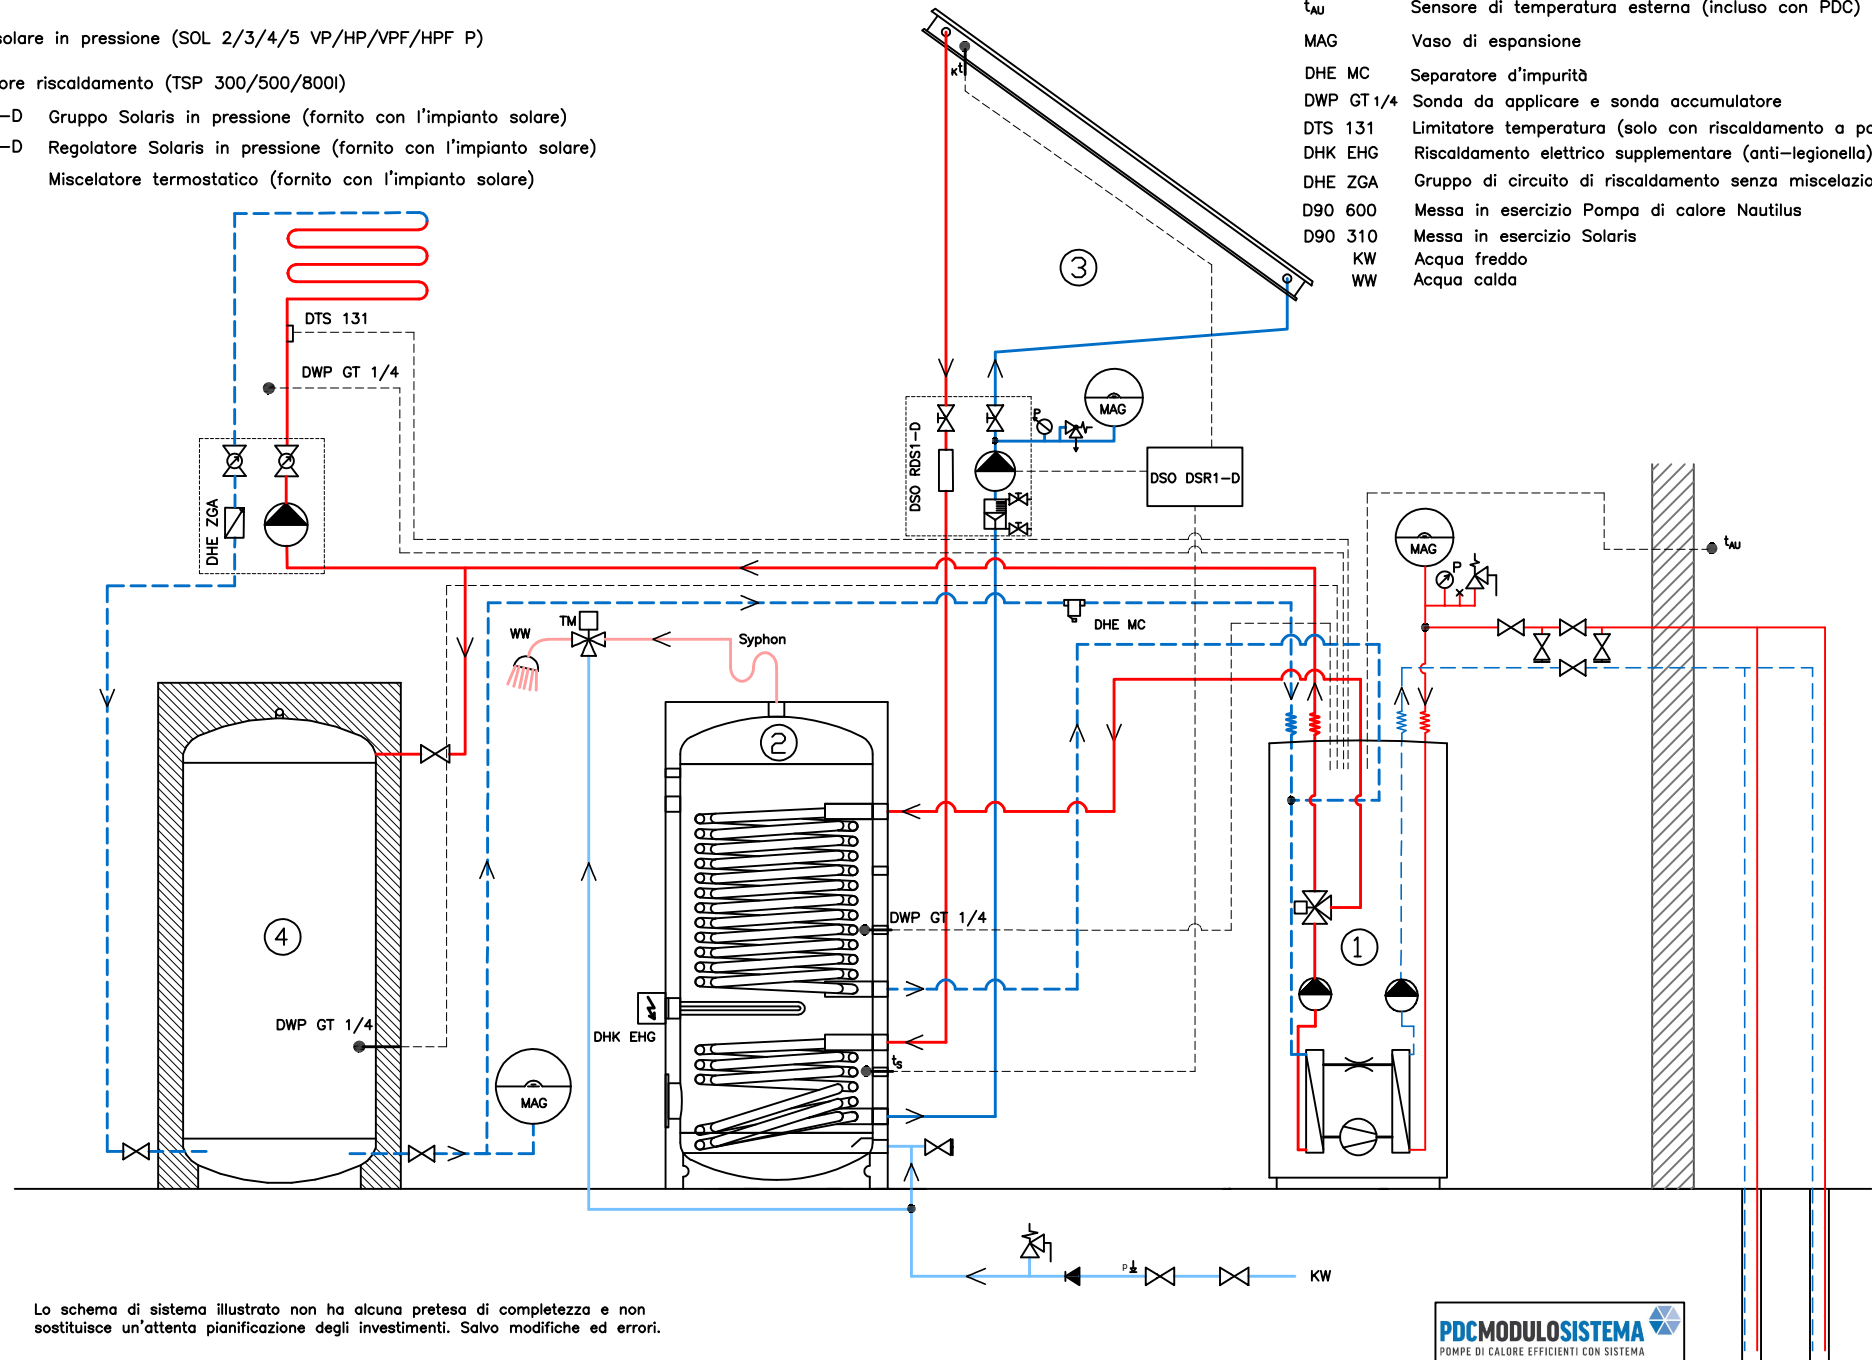 solare in pressione (SOL 2/3/4/5 VP/HP/VPF/HPF P)
ore riscaldamento (TSP 300/500/800l)
-D Gruppo Solaris in pressione (fornito con l'impianto solare)
-D Regolatore Solaris in pressione (fornito con l'impianto solare)
Miscelatore termostatico (fornito con l'impianto solare)
tAU Sensore di temperatura esterna (incluso con PDC)
MAG Vaso di espansione
DHE MC Separatore d'impurità
DWP GT 1/4 Sonda da applicare e sonda accumulatore
DTS 131 Limitatore temperatura (solo con riscaldamento a pa
DHK EHG Riscaldamento elettrico supplementare (anti-legionella)
DHE ZGA Gruppo di circuito di riscaldamento senza miscelazio
D90 600 Messa in esercizio Pompa di calore Nautilus
D90 310 Messa in esercizio Solaris
KW Acqua freddo
WW Acqua calda
tK
3
DTS 131
DWP GT 1/4
DHE ZGA
DSO RDS1-D
P
MAG
DSO DSR1-D
MAG
P
tAU
TM
WW
Syphon
DHE MC
2
4
1
DWP GT 1/4
DWP GT 1/4
DHK EHG
tS
MAG
P
KW
Lo schema di sistema illustrato non ha alcuna pretesa di completezza e non
sostituisce un'attenta pianificazione degli investimenti. Salvo modifiche ed errori.
PDCMODULOSISTEMA
POMPE DI CALORE EFFICIENTI CON SISTEMA